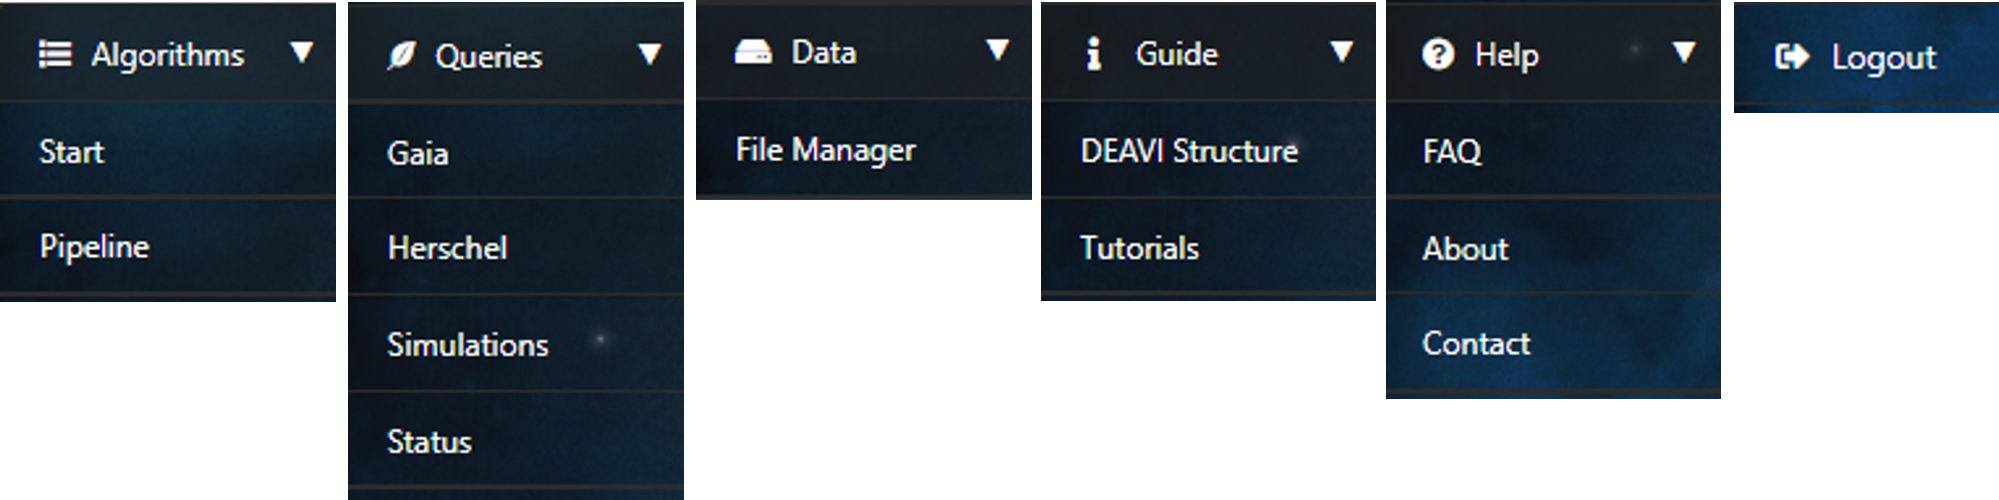 Algorithms
Start
Pipeline
Queries
Gaia
Herschel
Simulations
Status
Data
File Manager
Guide
DEAVI Structure
Tutorials
Help
FAQ
About
Contact
Logout